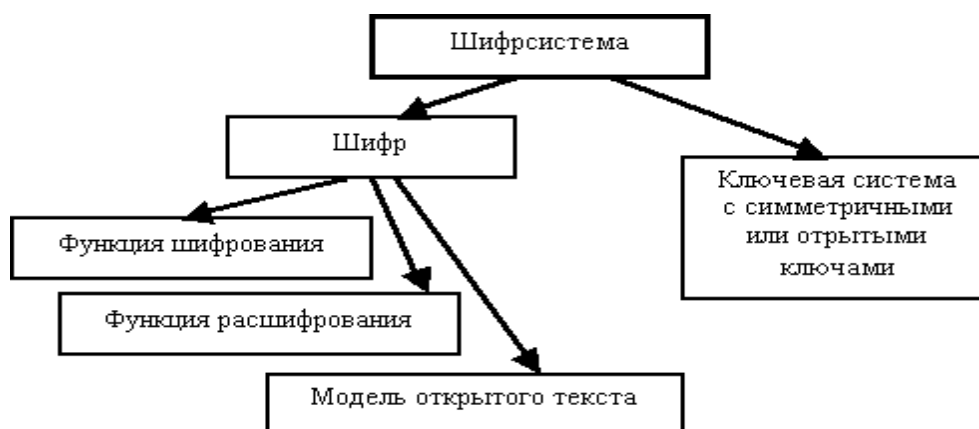 Шифрсистема
Шифр
Ключевая система
с симметричными
или отрытыми
ключами
Функция шифрования
Функция расшифрования
Модель открытого текста